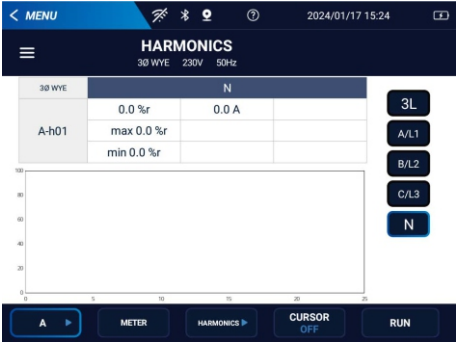 < MENU 2024/01/17 15:24
HARMONICS
3Ø WYE 230V 50Hz
3Ø WYE N
A-h01 0.0 %r 0.0 A
max 0.0 %r
min 0.0 %r
3L
A/L1
B/L2
C/L3
N
100
80
60
40
20
0
0 5 10 15 20 25
A METER HARMONICS CURSOR RUN
OFF